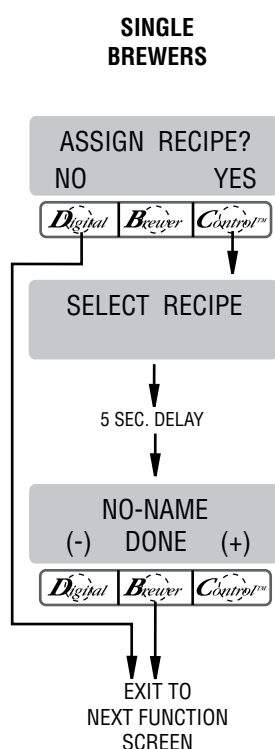 SINGLE
BREWERS
ASSIGN RECIPE?
NO YES
Digital Brewer Control™
SELECT RECIPE
5 SEC. DELAY
NO-NAME
(-) DONE (+)
Digital Brewer Control™
EXIT TO
NEXT FUNCTION
SCREEN